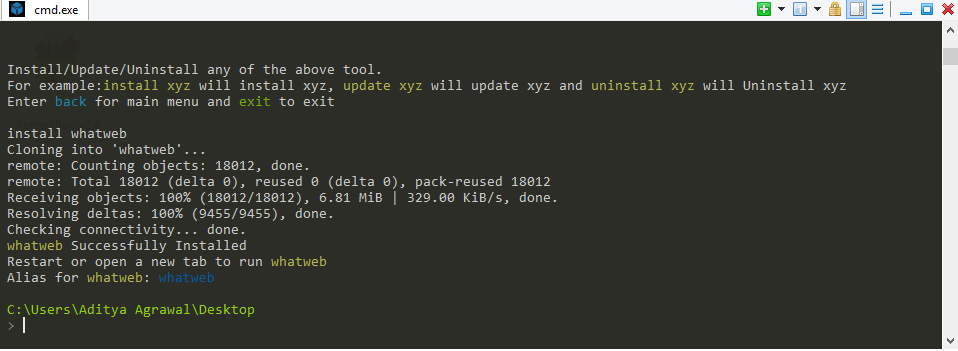 cmd.exe
Install/Update/Uninstall any of the above tool.
For example:install xyz will install xyz, update xyz will update xyz and uninstall xyz will Uninstall xyz
Enter back for main menu and exit to exit
install whatweb
Cloning into 'whatweb'...
remote: Counting objects: 18012, done.
remote: Total 18012 (delta 0), reused 0 (delta 0), pack-reused 18012
Receiving objects: 100% (18012/18012), 6.81 MiB | 329.00 KiB/s, done.
Resolving deltas: 100% (9455/9455), done.
Checking connectivity... done.
whatweb Successfully Installed
Restart or open a new tab to run whatweb
Alias for whatweb: whatweb
C:\Users\Aditya Agrawal\Desktop
>